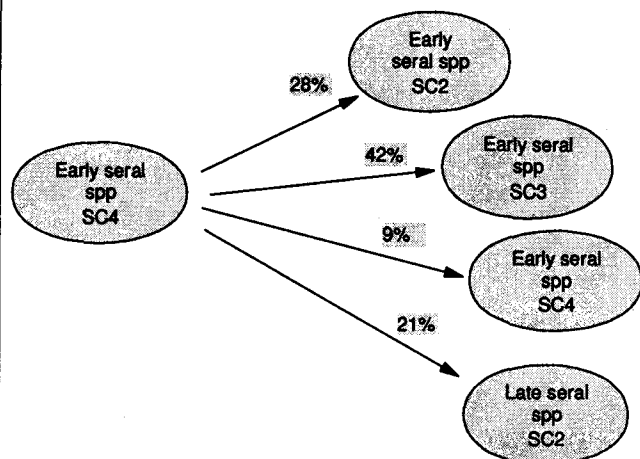 Early
seral spp
SC2
28%
Early seral
spp
SC3
42%
Early seral
spp
SC4
9%
Early seral
spp
SC4
21%
Late seral
spp
SC2